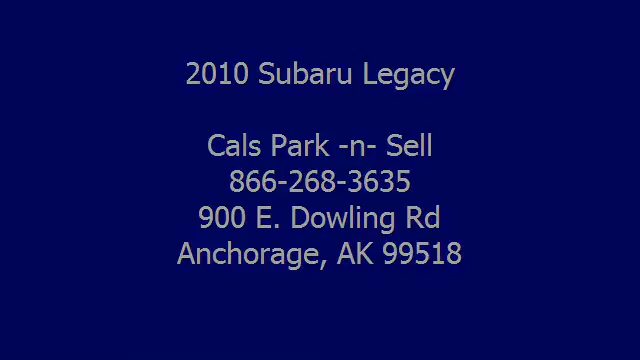 2010 Subaru Legacy
Cals Park -n- Sell
866-268-3635
900 E. Dowling Rd
Anchorage, AK 99518